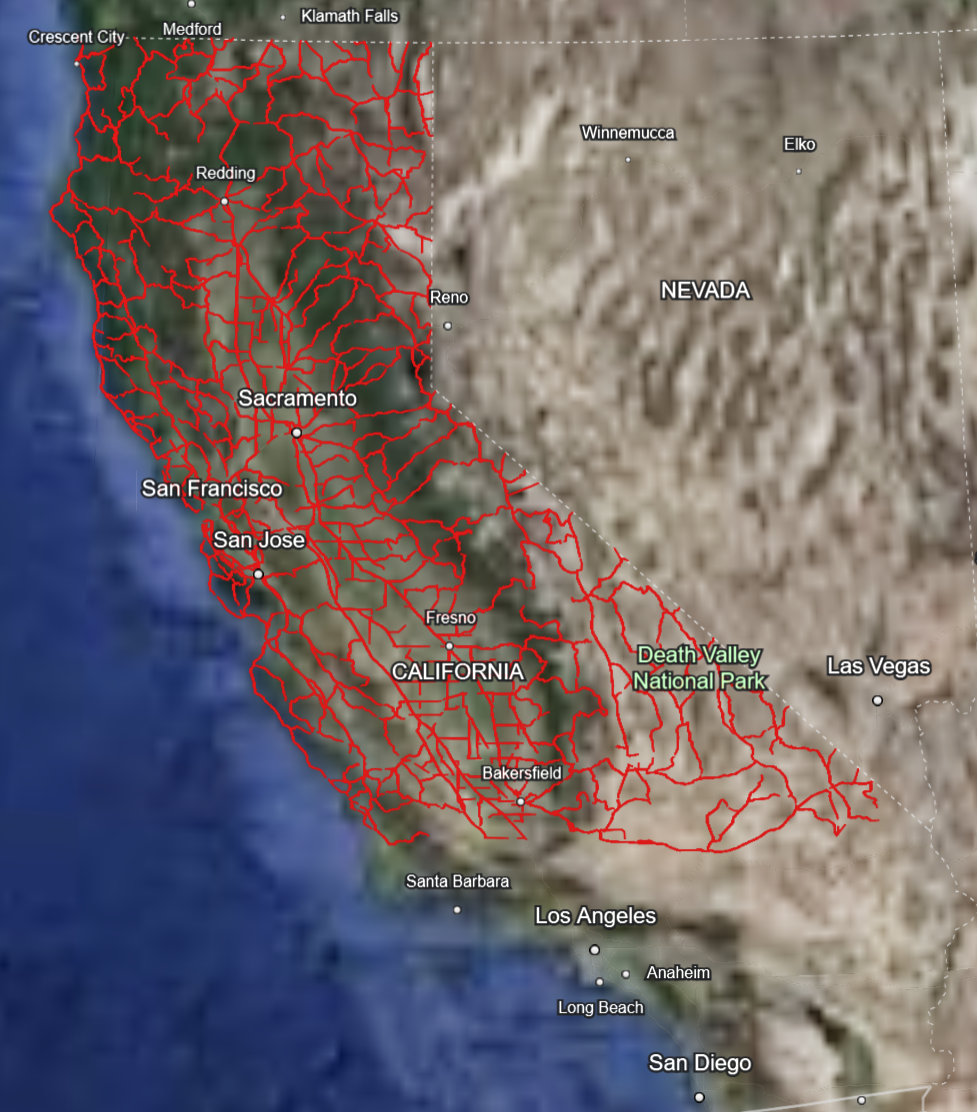 Klamath Falls
Medford
Crescent City
Winnemucca
Elko
Redding
NEVADA
Reno
Sacramento
San Francisco
San Jose
Fresno
Death Valley
National Park
Las Vegas
CALIFORNIA
Bakersfield
Santa Barbara
Los Angeles
Anaheim
Long Beach
San Diego